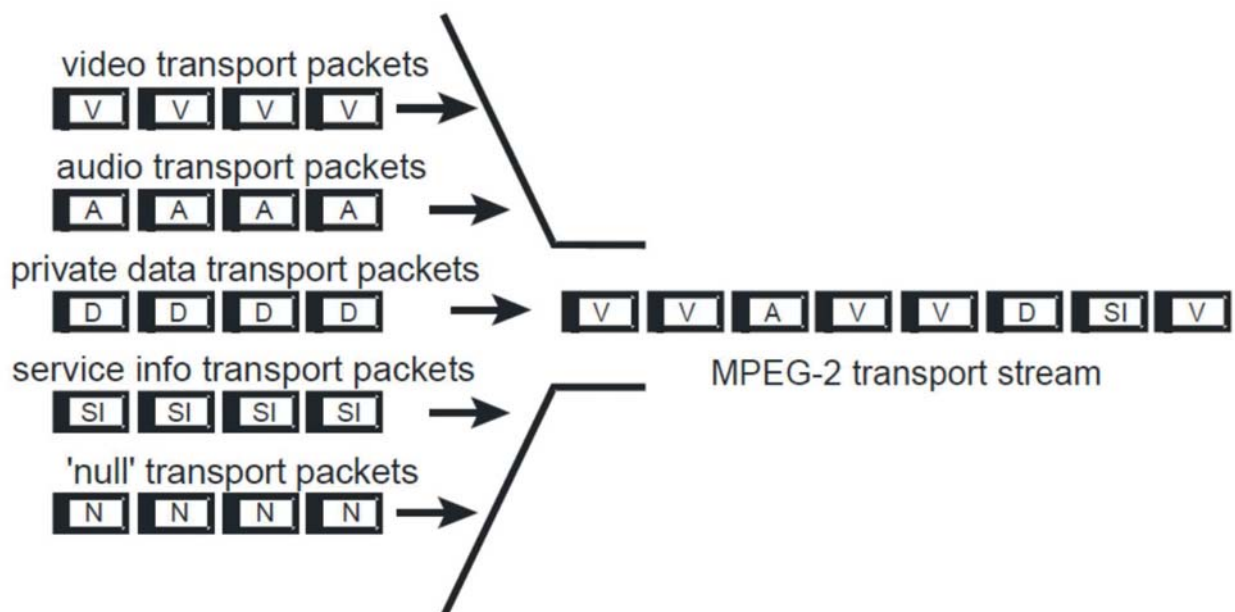 video transport packets
V V V V
audio transport packets
A A A A
private data transport packets
D D D D
V V A V V D SI V
service info transport packets
MPEG-2 transport stream
SI SI SI SI
'null' transport packets
N N N N